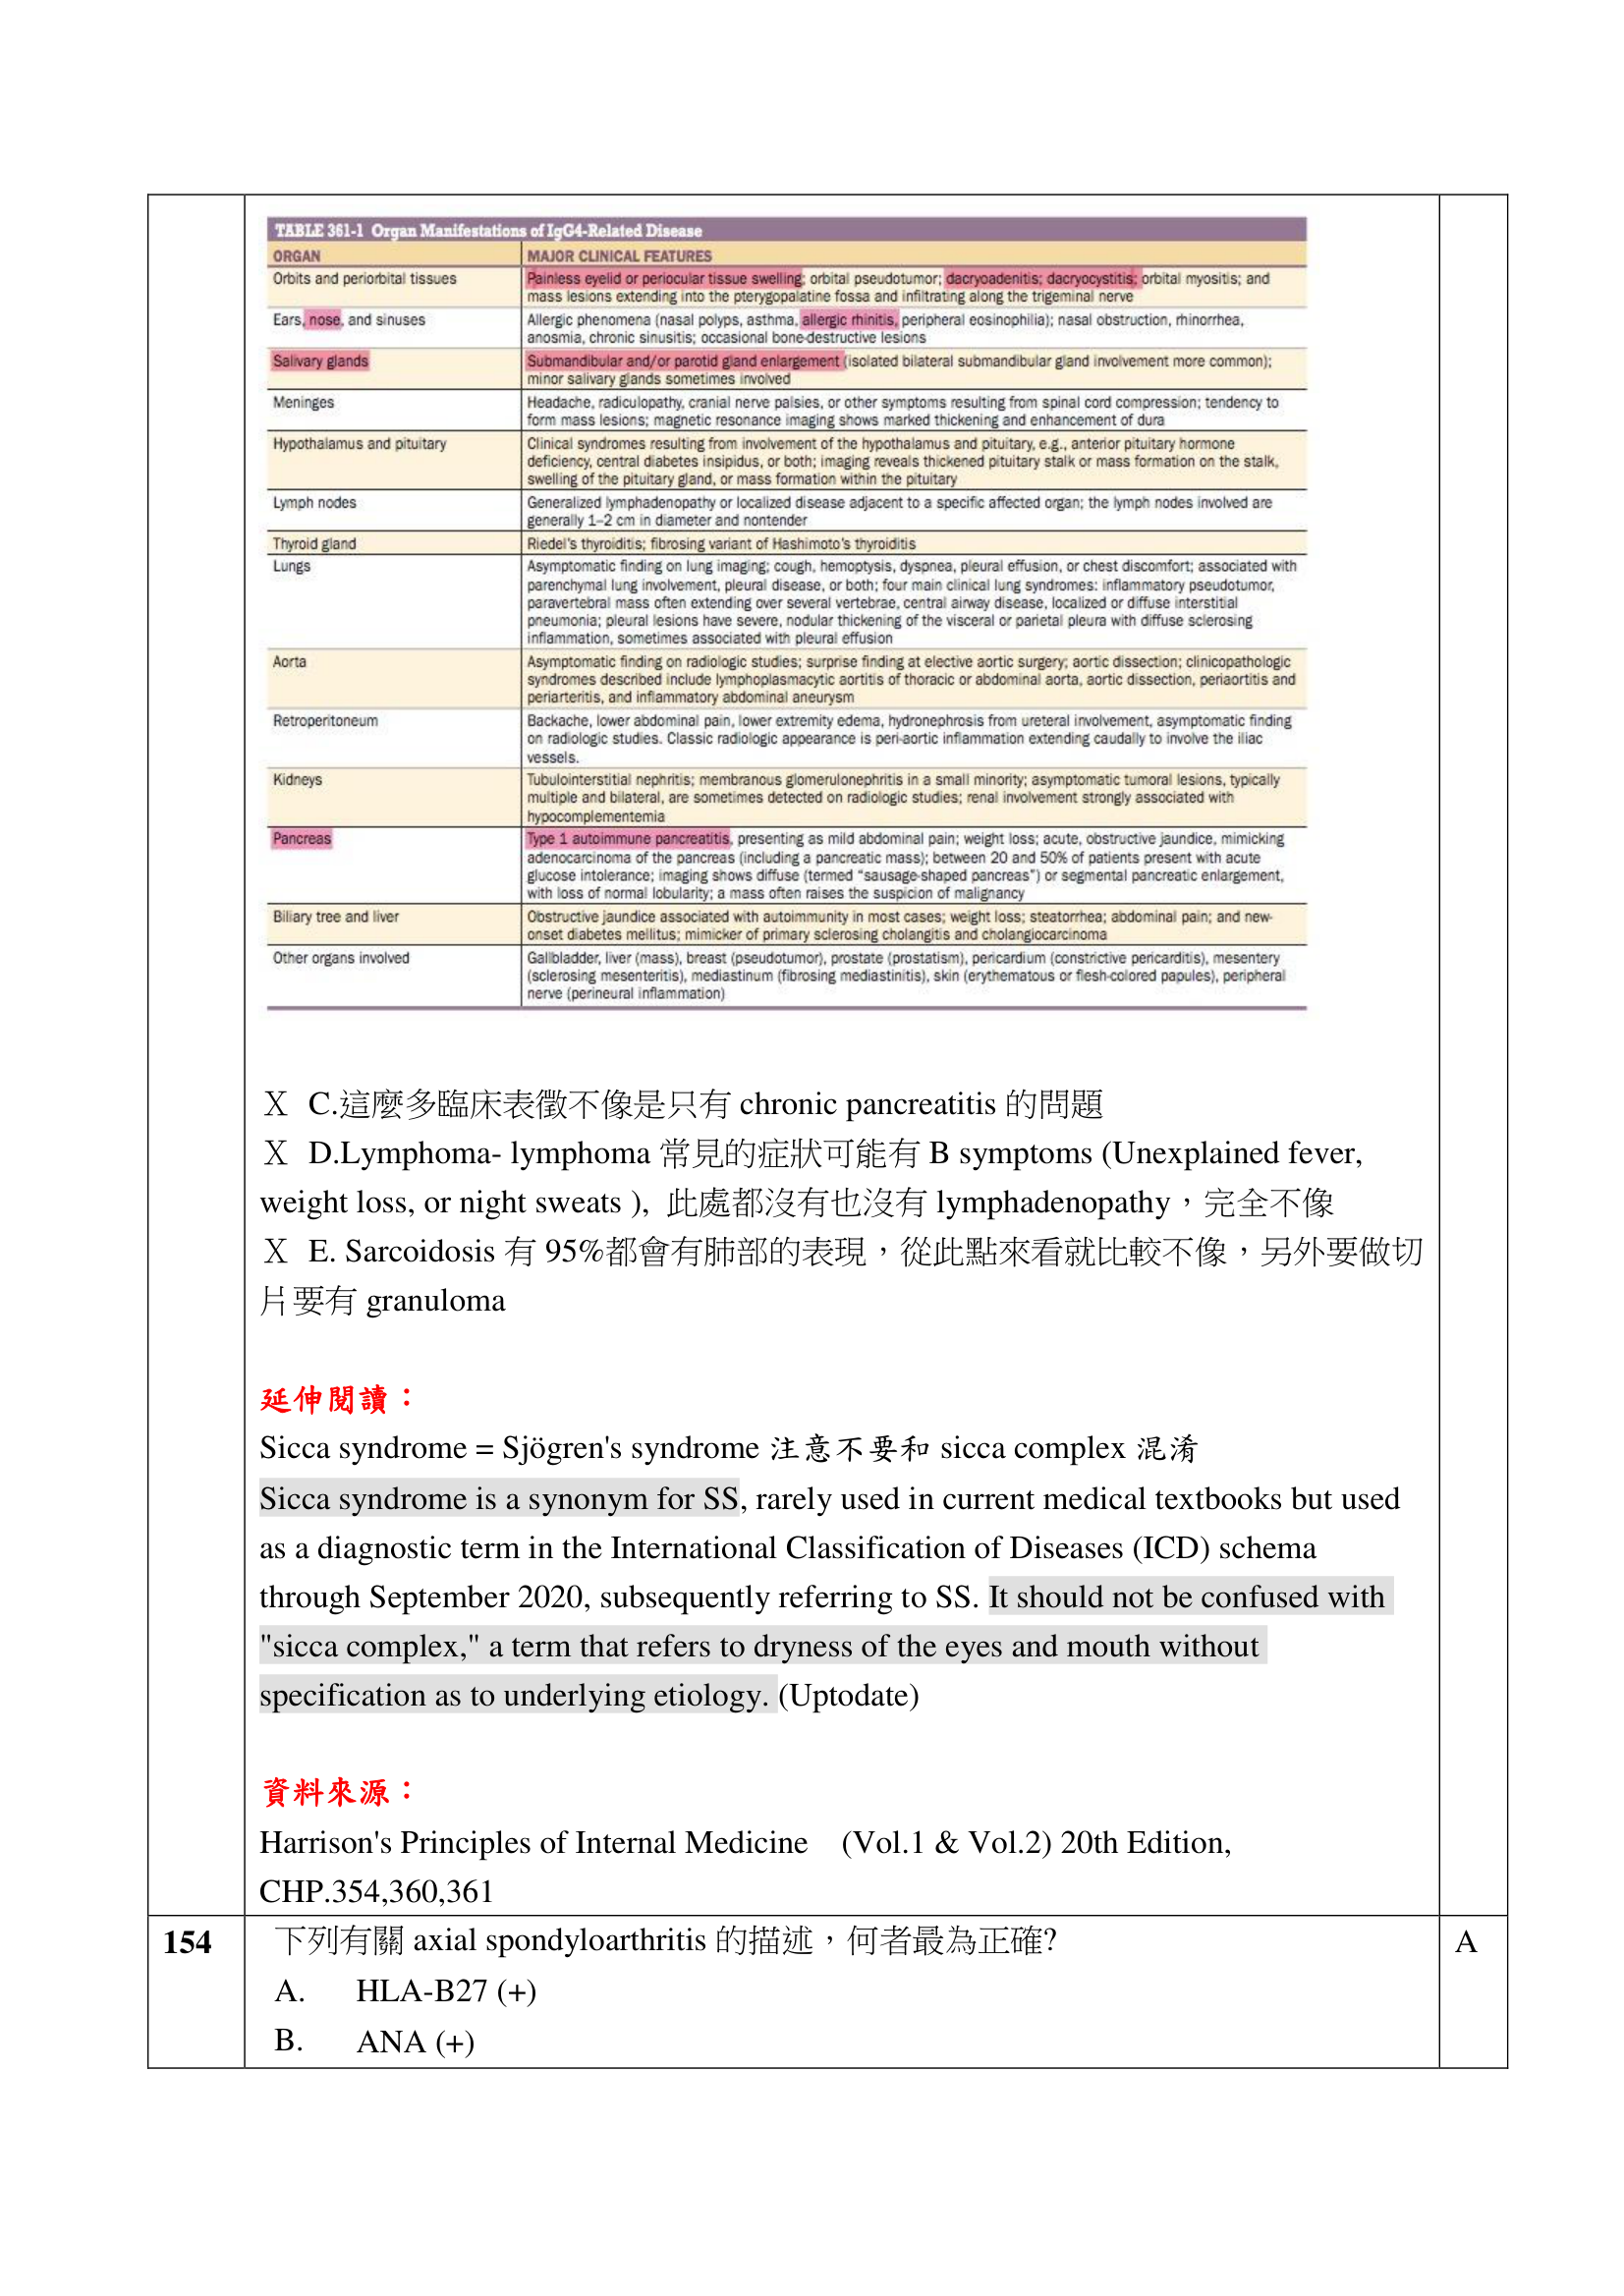 TABLE 361-1 Organ Manifestations of IgG4-Related Disease
ORGAN MAJOR CLINICAL FEATURES
Orbits and periorbital tissues Painless eyelid or periocular tissue swelling; orbital pseudotumor; dacryoadenitis; dacryocystitis; orbital myositis; and
mass lesions extending into the pterygopalatine fossa and infiltrating along the trigeminal nerve
Ears, nose, and sinuses Allergic phenomena (nasal polyps, asthma, allergic rhinitis, peripheral eosinophilia); nasal obstruction, rhinorrhea,
anosmia, chronic sinusitis; occasional bone-destructive lesions
Salivary glands Submandibular and/or parotid gland enlargement (isolated bilateral submandibular gland involvement more common);
minor salivary glands sometimes involved
Meninges Headache, radiculopathy, cranial nerve palsies, or other symptoms resulting from spinal cord compression; tendency to
form mass lesions; magnetic resonance imaging shows marked thickening and enhancement of dura
Hypothalamus and pituitary Clinical syndromes resulting from involvement of the hypothalamus and pituitary, e.g., anterior pituitary hormone
deficiency, central diabetes insipidus, or both; imaging reveals thickened pituitary stalk or mass formation on the stalk,
swelling of the pituitary gland, or mass formation within the pituitary
Lymph nodes Generalized lymphadenopathy or localized disease adjacent to a specific affected organ; the lymph nodes involved are
generally 1–2 cm in diameter and nontender
Thyroid gland Riedel's thyroiditis; fibrosing variant of Hashimoto's thyroiditis
Lungs Asymptomatic finding on lung imaging; cough, hemoptysis, dyspnea, pleural effusion, or chest discomfort; associated with
parenchymal lung involvement, pleural disease, or both; four main clinical lung syndromes: inflammatory pseudotumor,
paravertebral mass often extending over several vertebrae, central airway disease, localized or diffuse interstitial
pneumonia; pleural lesions have severe, nodular thickening of the visceral or parietal pleura with diffuse sclerosing
inflammation, sometimes associated with pleural effusion
Aorta Asymptomatic finding on radiologic studies; surprise finding at elective aortic surgery; aortic dissection; clinicopathologic
syndromes described include lymphoplasmacytic aortitis of thoracic or abdominal aorta, aortic dissection, periaortitis and
periarteritis, and inflammatory abdominal aneurysm
Retroperitoneum Backache, lower abdominal pain, lower extremity edema, hydronephrosis from ureteral involvement, asymptomatic finding
on radiologic studies. Classic radiologic appearance is peri-aortic inflammation extending caudally to involve the iliac
vessels.
Kidneys Tubulointerstitial nephritis; membranous glomerulonephritis in a small minority; asymptomatic tumoral lesions, typically
multiple and bilateral, are sometimes detected on radiologic studies; renal involvement strongly associated with
hypocomplementemia
Pancreas Type 1 autoimmune pancreatitis, presenting as mild abdominal pain; weight loss; acute, obstructive jaundice, mimicking
adenocarcinoma of the pancreas (including a pancreatic mass); between 20 and 50% of patients present with acute
glucose intolerance; imaging shows diffuse (termed "sausage-shaped pancreas") or segmental pancreatic enlargement,
with loss of normal lobularity; a mass often raises the suspicion of malignancy
Biliary tree and liver Obstructive jaundice associated with autoimmunity in most cases; weight loss; steatorrhea; abdominal pain; and new-
onset diabetes mellitus; mimicker of primary sclerosing cholangitis and cholangiocarcinoma
Other organs involved Gallbladder, liver (mass), breast (pseudotumor), prostate (prostatism), pericardium (constrictive pericarditis), mesentery
(sclerosing mesenteritis), mediastinum (fibrosing mediastinitis), skin (erythematous or flesh-colored papules), peripheral
nerve (perineural inflammation)
X C.這麼多臨床表徵不像是只有 chronic pancreatitis 的問題
X D.Lymphoma- lymphoma 常見的症狀可能有 B symptoms (Unexplained fever,
weight loss, or night sweats ), 此處都沒有也沒有 lymphadenopathy，完全不像
X E. Sarcoidosis 有 95%都會有肺部的表現，從此點來看就比較不像，另外要做切
片要有 granuloma
延伸閱讀：
Sicca syndrome = Sjögren's syndrome 注意不要和 sicca complex 混淆
Sicca syndrome is a synonym for SS, rarely used in current medical textbooks but used
as a diagnostic term in the International Classification of Diseases (ICD) schema
through September 2020, subsequently referring to SS. It should not be confused with
"sicca complex," a term that refers to dryness of the eyes and mouth without
specification as to underlying etiology. (Uptodate)
資料來源：
Harrison's Principles of Internal Medicine (Vol.1 & Vol.2) 20th Edition,
CHP.354,360,361
154 下列有關 axial spondyloarthritis 的描述，何者最為正確? A
A. HLA-B27 (+)
B. ANA (+)